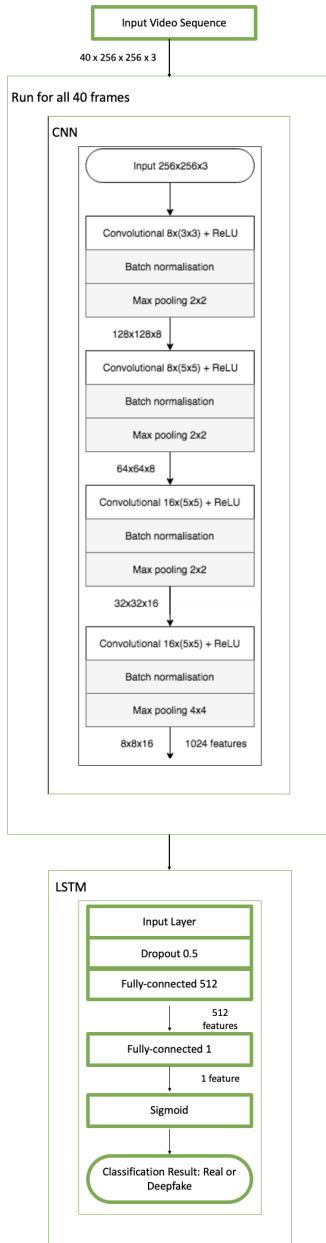 Input Video Sequence
40 x 256 x 256 x 3
Run for all 40 frames
CNN
Input 256x256x3
Convolutional 8x(3x3) + ReLU
Batch normalisation
Max pooling 2x2
128x128x8
Convolutional 8x(5x5) + ReLU
Batch normalisation
Max pooling 2x2
64x64x8
Convolutional 16x(5x5) + ReLU
Batch normalisation
Max pooling 2x2
32x32x16
Convolutional 16x(5x5) + ReLU
Batch normalisation
Max pooling 4x4
8x8x16 1024 features
LSTM
Input Layer
Dropout 0.5
Fully-connected 512
512
features
Fully-connected 1
1 feature
Sigmoid
Classification Result: Real or
Deepfake